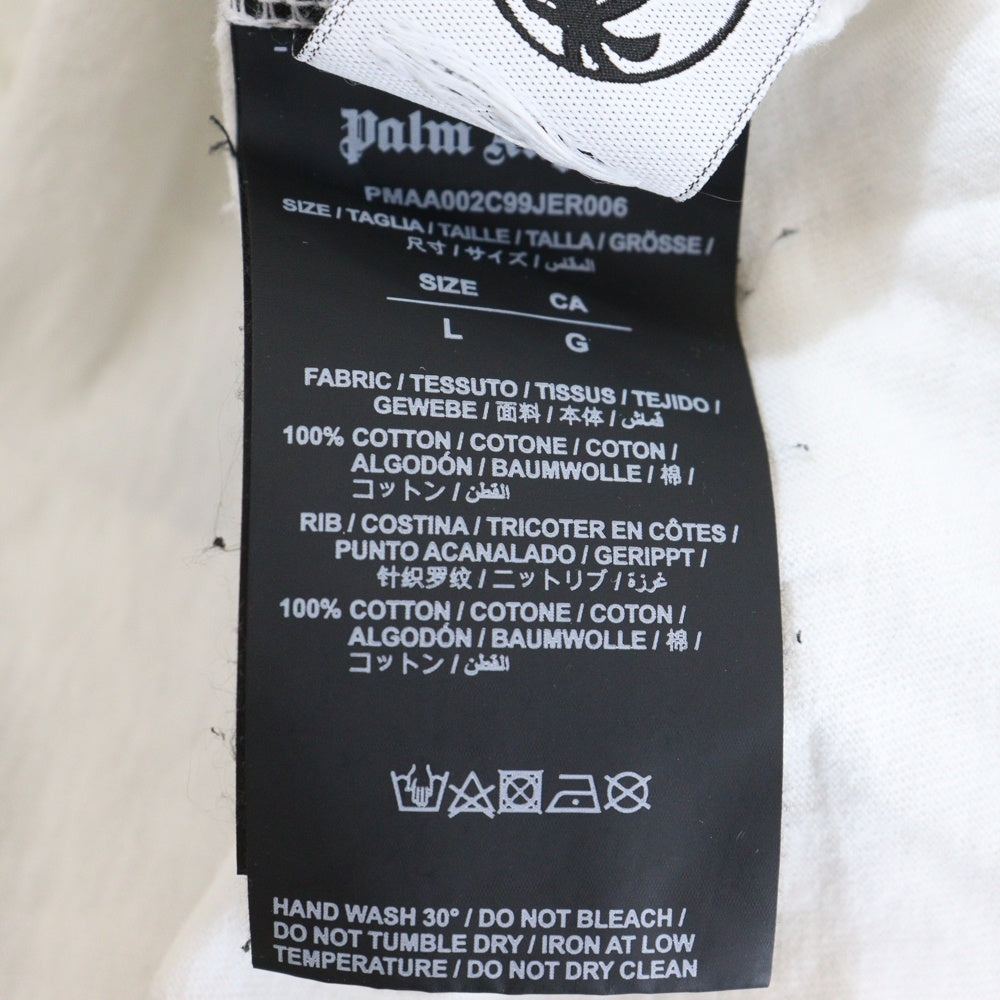 Palm
PMAA002C99JER006
SIZE / TAGLIA / TAILLE / TALLA / GRÖSSE /
尺寸 / サイズ / المقاس
SIZE CA
L G
FABRIC / TESSUTO / TISSUS / TEJIDO /
GEWEBE / 面料 / 本体 / قماش
100% COTTON / COTONE / COTON /
ALGODÓN / BAUMWOLLE / 棉 /
コットン / القطن
RIB / COSTINA / TRICOTER EN CÔTES /
PUNTO ACANALADO / GERIPPT /
针织罗纹 / ニットリブ / غرزة
100% COTTON / COTONE / COTON /
ALGODÓN / BAUMWOLLE / 棉 /
コットン / القطن
HAND WASH 30° / DO NOT BLEACH /
DO NOT TUMBLE DRY / IRON AT LOW
TEMPERATURE / DO NOT DRY CLEAN